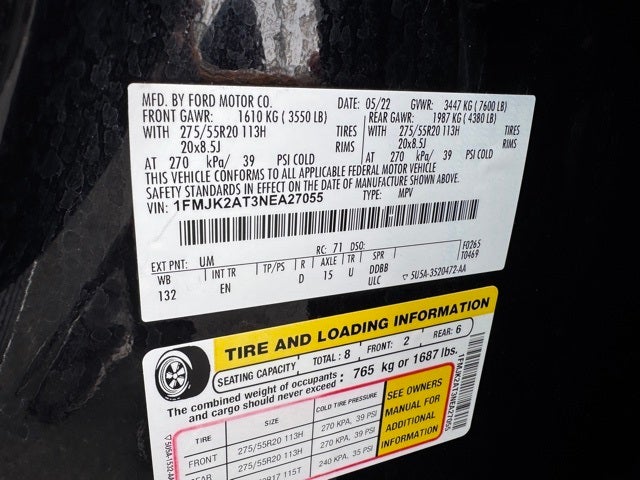 MFD. BY FORD MOTOR CO. DATE: 05/22 GVWR: 3447 KG (7600 LB)
FRONT GAWR: 1610 KG (3550 LB) REAR GAWR: 1987 KG (4380 LB)
WITH 275/55R20 113H TIRES WITH 275/55R20 113H TIRES
20x8.5J RIMS 20x8.5J RIMS
AT 270 kPa/ 39 PSI COLD AT 270 kPa/ 39 PSI COLD
THIS VEHICLE CONFORMS TO ALL APPLICABLE FEDERAL MOTOR VEHICLE
SAFETY STANDARDS IN EFFECT ON THE DATE OF MANUFACTURE SHOWN ABOVE.
VIN: 1FMJK2AT3NEA27055 TYPE: MPV
EXT PNT: UM RC: 71 DSO: F0265
WB INT TR TP/PS R AXLE TR SPR T0469
132 EN D 15 U DDBB
ULC 5U5A-3520472-AA
TIRE AND LOADING INFORMATION
SEATING CAPACITY TOTAL: 8 FRONT: 2 REAR: 6
The combined weight of occupants and cargo should never exceed: 765 kg or 1687 lbs.
TIRE SIZE COLD TIRE PRESSURE
FRONT 275/55R20 113H 270 KPA, 39 PSI
275/55R20 113H 270 KPA, 39 PSI
115T 240 KPA, 35 PSI
SEE OWNERS
MANUAL FOR
ADDITIONAL
INFORMATION
1FMJK2AT3NEA27055